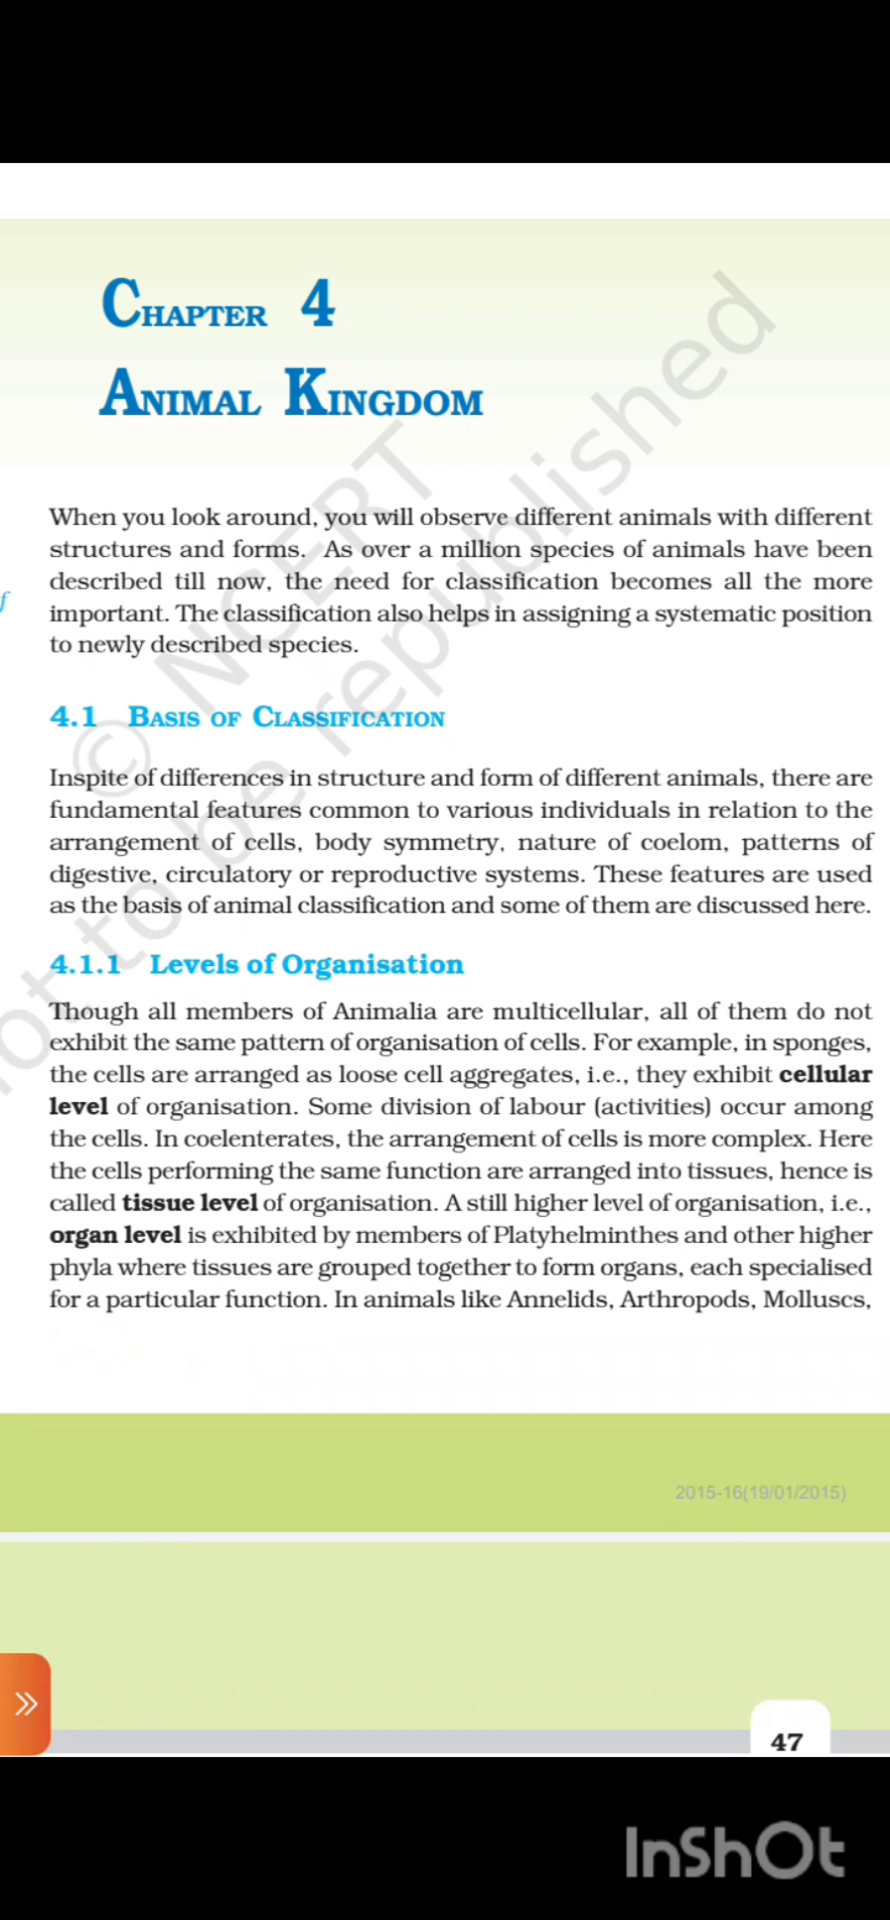 CHAPTER 4
ANIMAL KINGDOM
When you look around, you will observe different animals with different
structures and forms. As over a million species of animals have been
described till now, the need for classification becomes all the more
f
important. The classification also helps in assigning a systematic position
to newly described species.
4.1 BASIS OF CLASSIFICATION
Inspite of differences in structure and form of different animals, there are
fundamental features common to various individuals in relation to the
arrangement of cells, body symmetry, nature of coelom, patterns of
digestive, circulatory or reproductive systems. These features are used
as the basis of animal classification and some of them are discussed here.
4.1.1 Levels of Organisation
Though all members of Animalia are multicellular, all of them do not
exhibit the same pattern of organisation of cells. For example, in sponges,
the cells are arranged as loose cell aggregates, i.e., they exhibit cellular
level of organisation. Some division of labour (activities) occur among
the cells. In coelenterates, the arrangement of cells is more complex. Here
the cells performing the same function are arranged into tissues, hence is
called tissue level of organisation. A still higher level of organisation, i.e.,
organ level is exhibited by members of Platyhelminthes and other higher
phyla where tissues are grouped together to form organs, each specialised
for a particular function. In animals like Annelids, Arthropods, Molluscs,
© NCERT
not to be republished
2015-16(19/01/2015)
47
InShOt